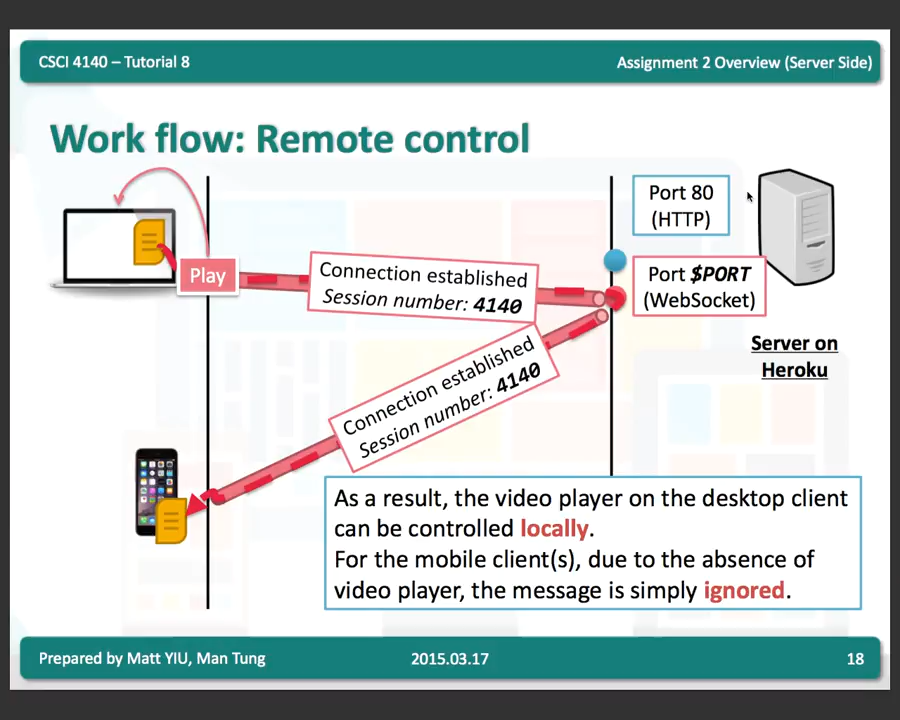 CSCI 4140 – Tutorial 8
Assignment 2 Overview (Server Side)
Work flow: Remote control
Port 80
(HTTP)
Play
Connection established
Session number: 4140
Port $PORT
(WebSocket)
Server on
Heroku
Connection established
Session number: 4140
As a result, the video player on the desktop client
can be controlled locally.
For the mobile client(s), due to the absence of
video player, the message is simply ignored.
Prepared by Matt YIU, Man Tung
2015.03.17
18